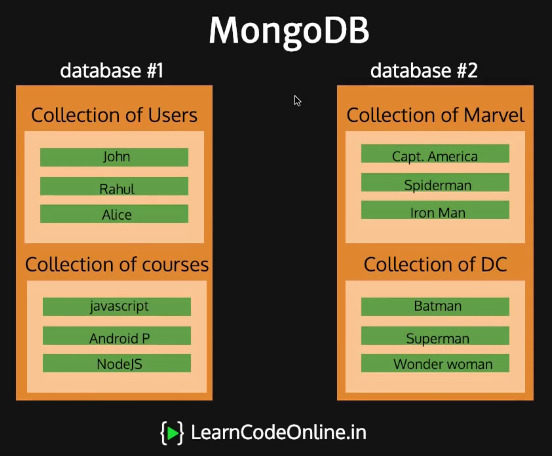 MongoDB
database #1
Collection of Users
John
Rahul
Alice
Collection of courses
javascript
Android P
NodeJS
database #2
Collection of Marvel
Capt. America
Spiderman
Iron Man
Collection of DC
Batman
Superman
Wonder woman
LearnCodeOnline.in